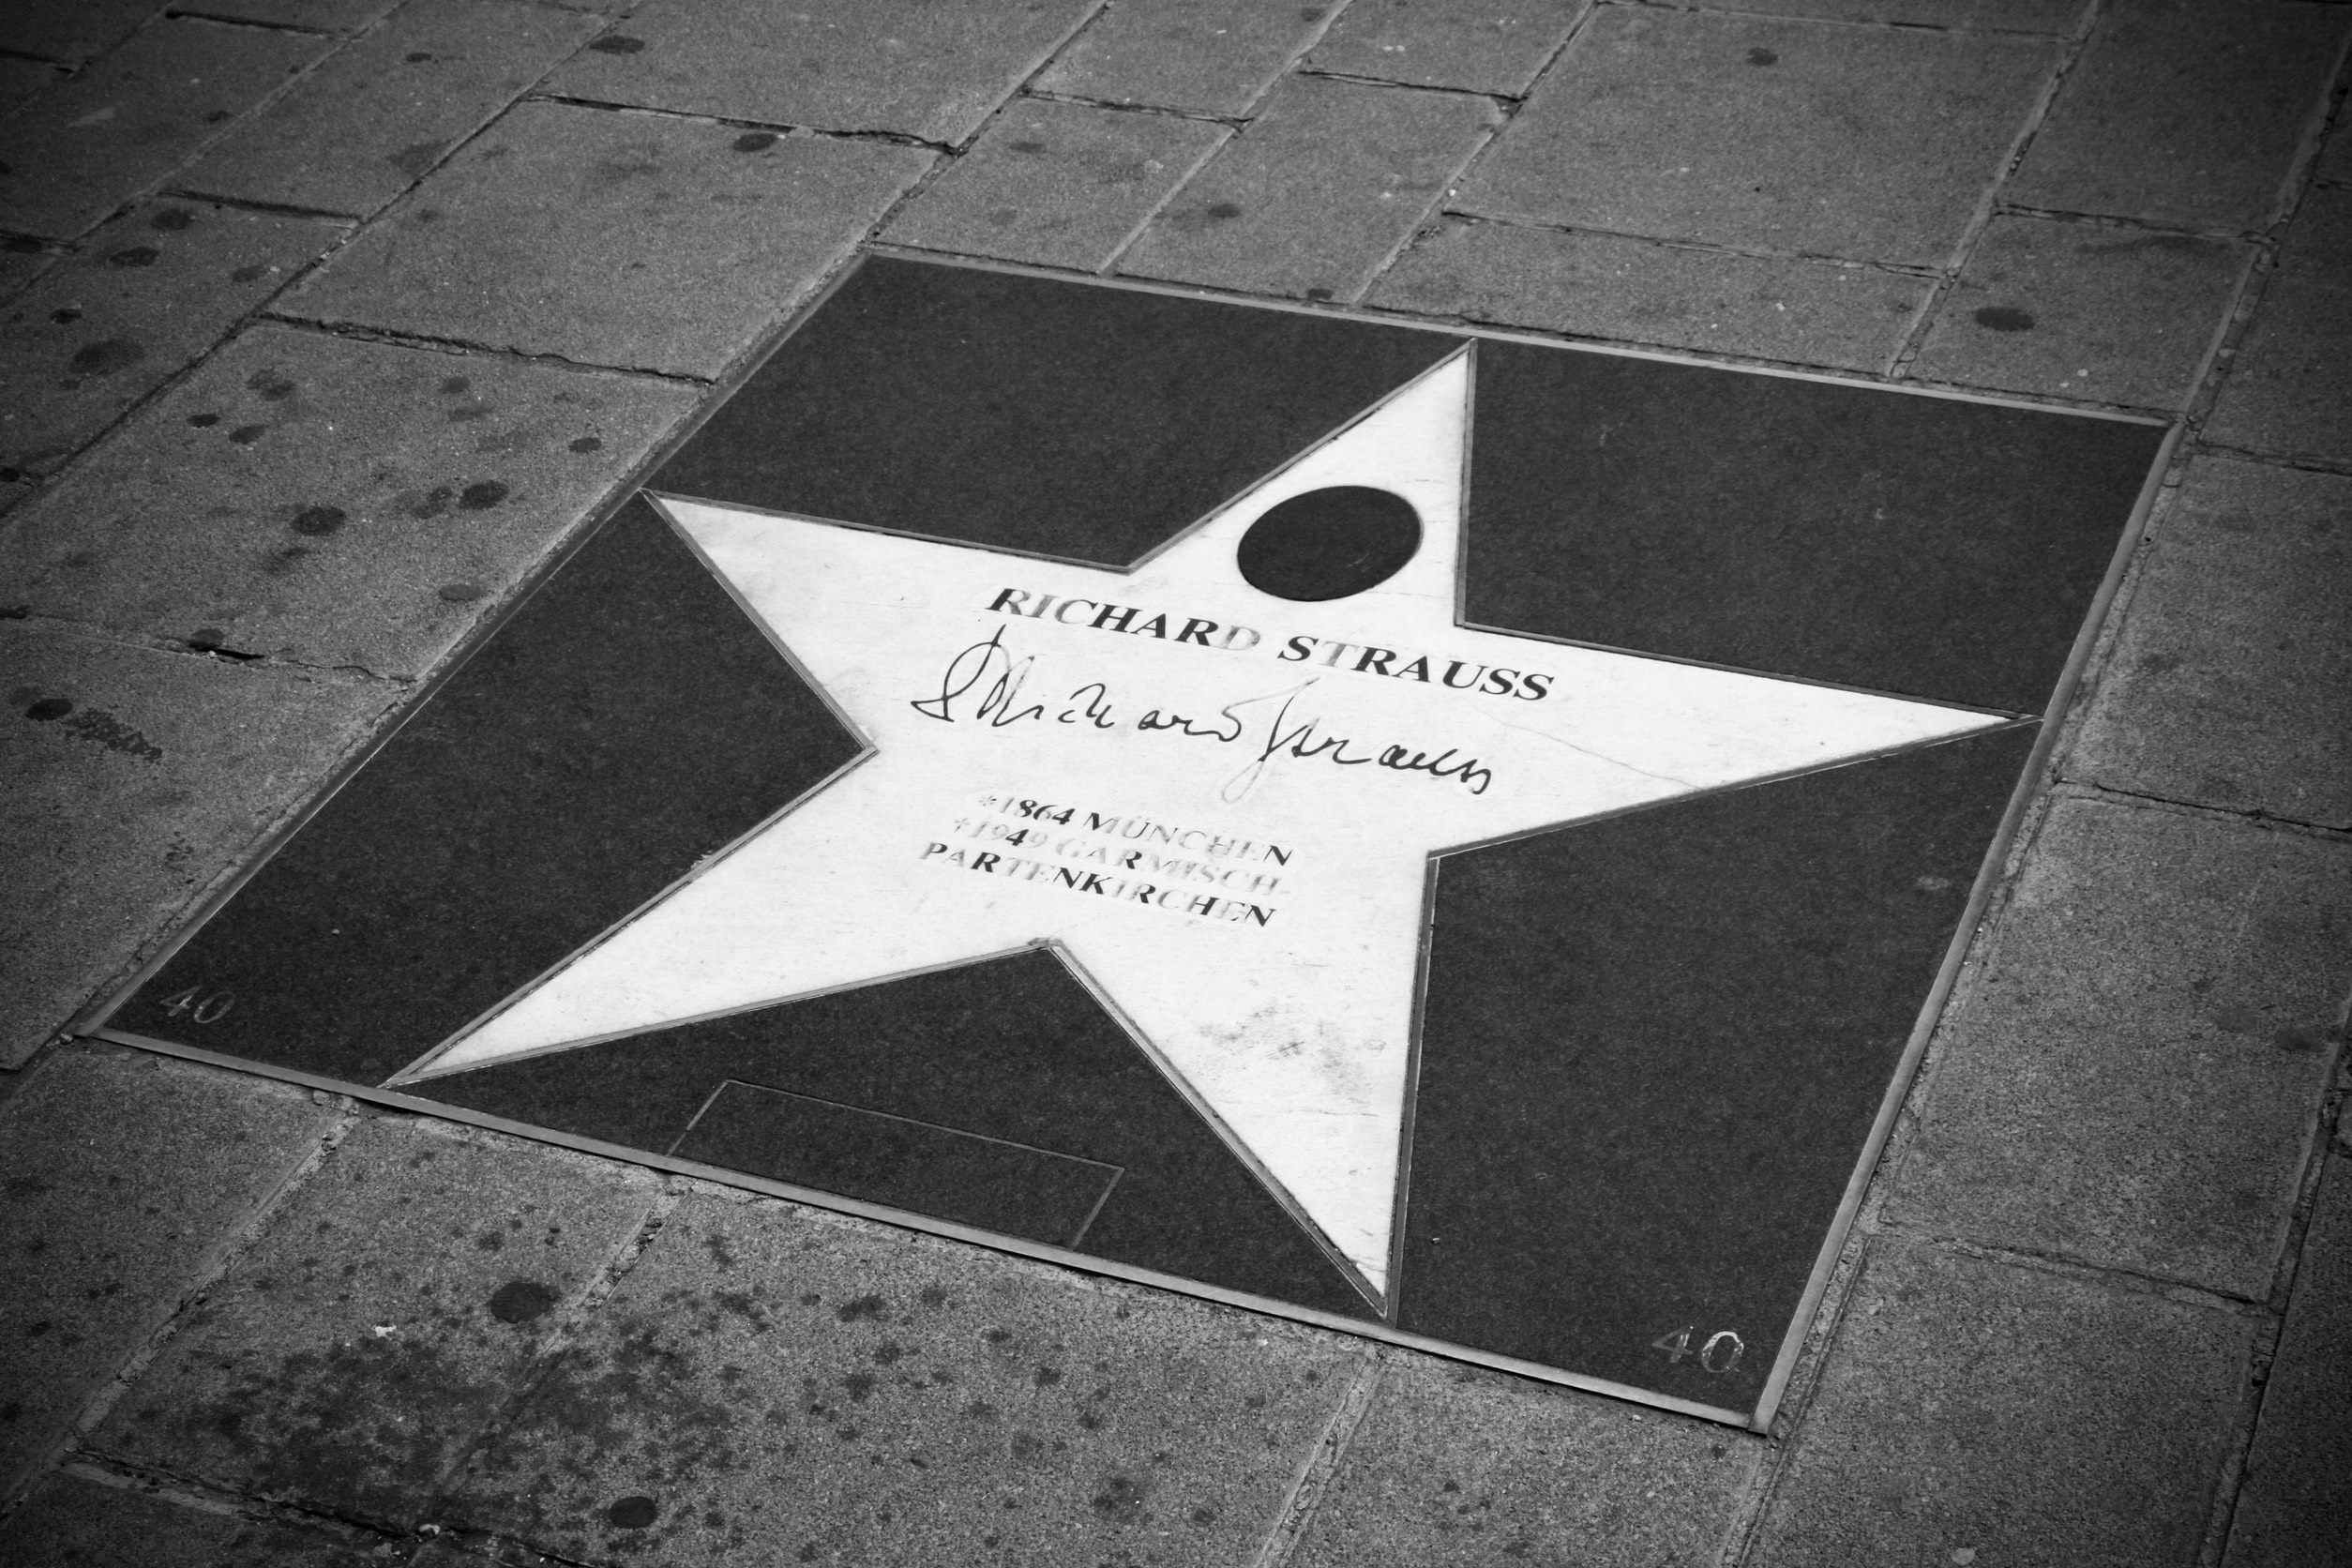 RICHARD STRAUSS
Richard Strauss
*1864 MÜNCHEN
†1949 GARMISCH-
PARTENKIRCHEN
40
40